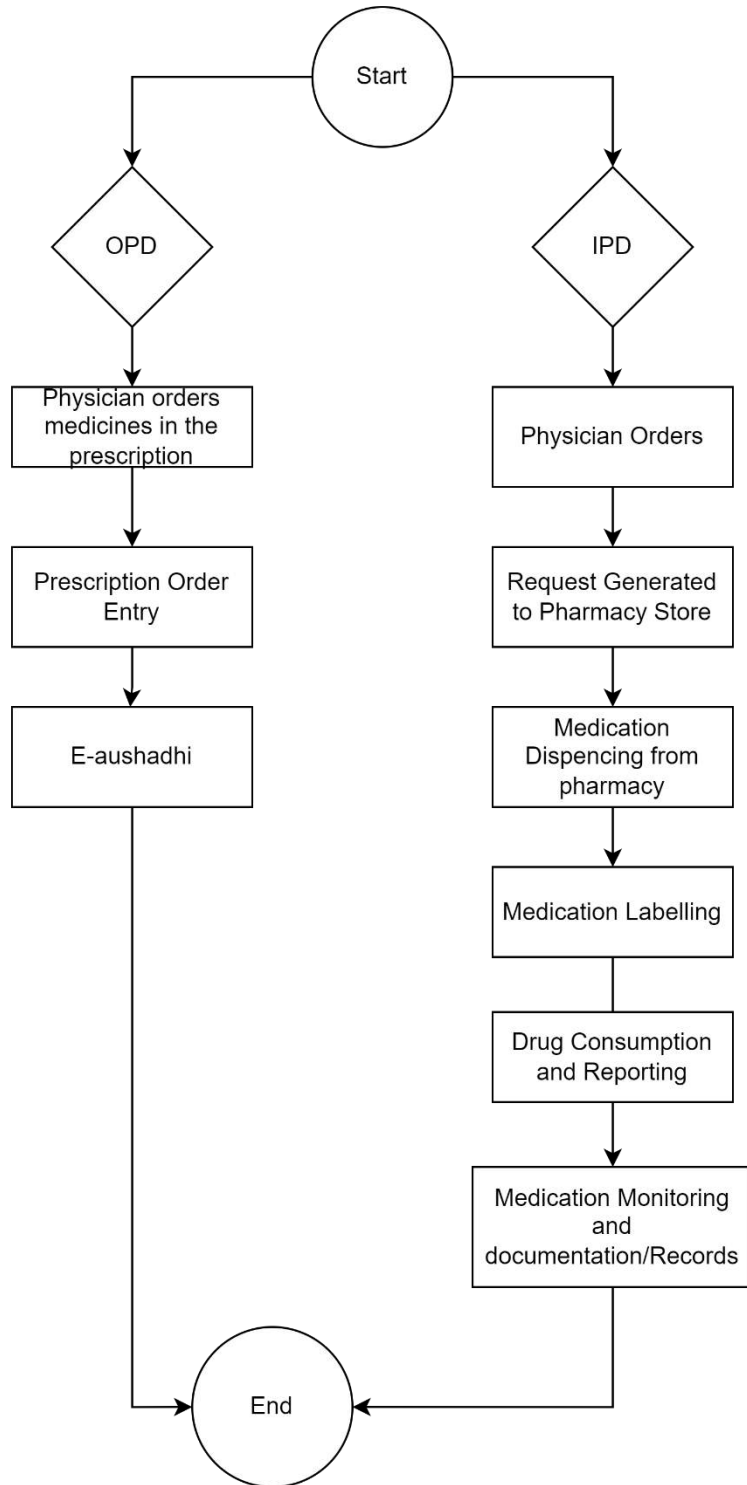 Start
OPD
IPD
Physician orders
medicines in the
prescription
Physician Orders
Prescription Order
Entry
Request Generated
to Pharmacy Store
E-aushadhi
Medication
Dispencing from
pharmacy
Medication Labelling
Drug Consumption
and Reporting
Medication Monitoring
and
documentation/Records
End